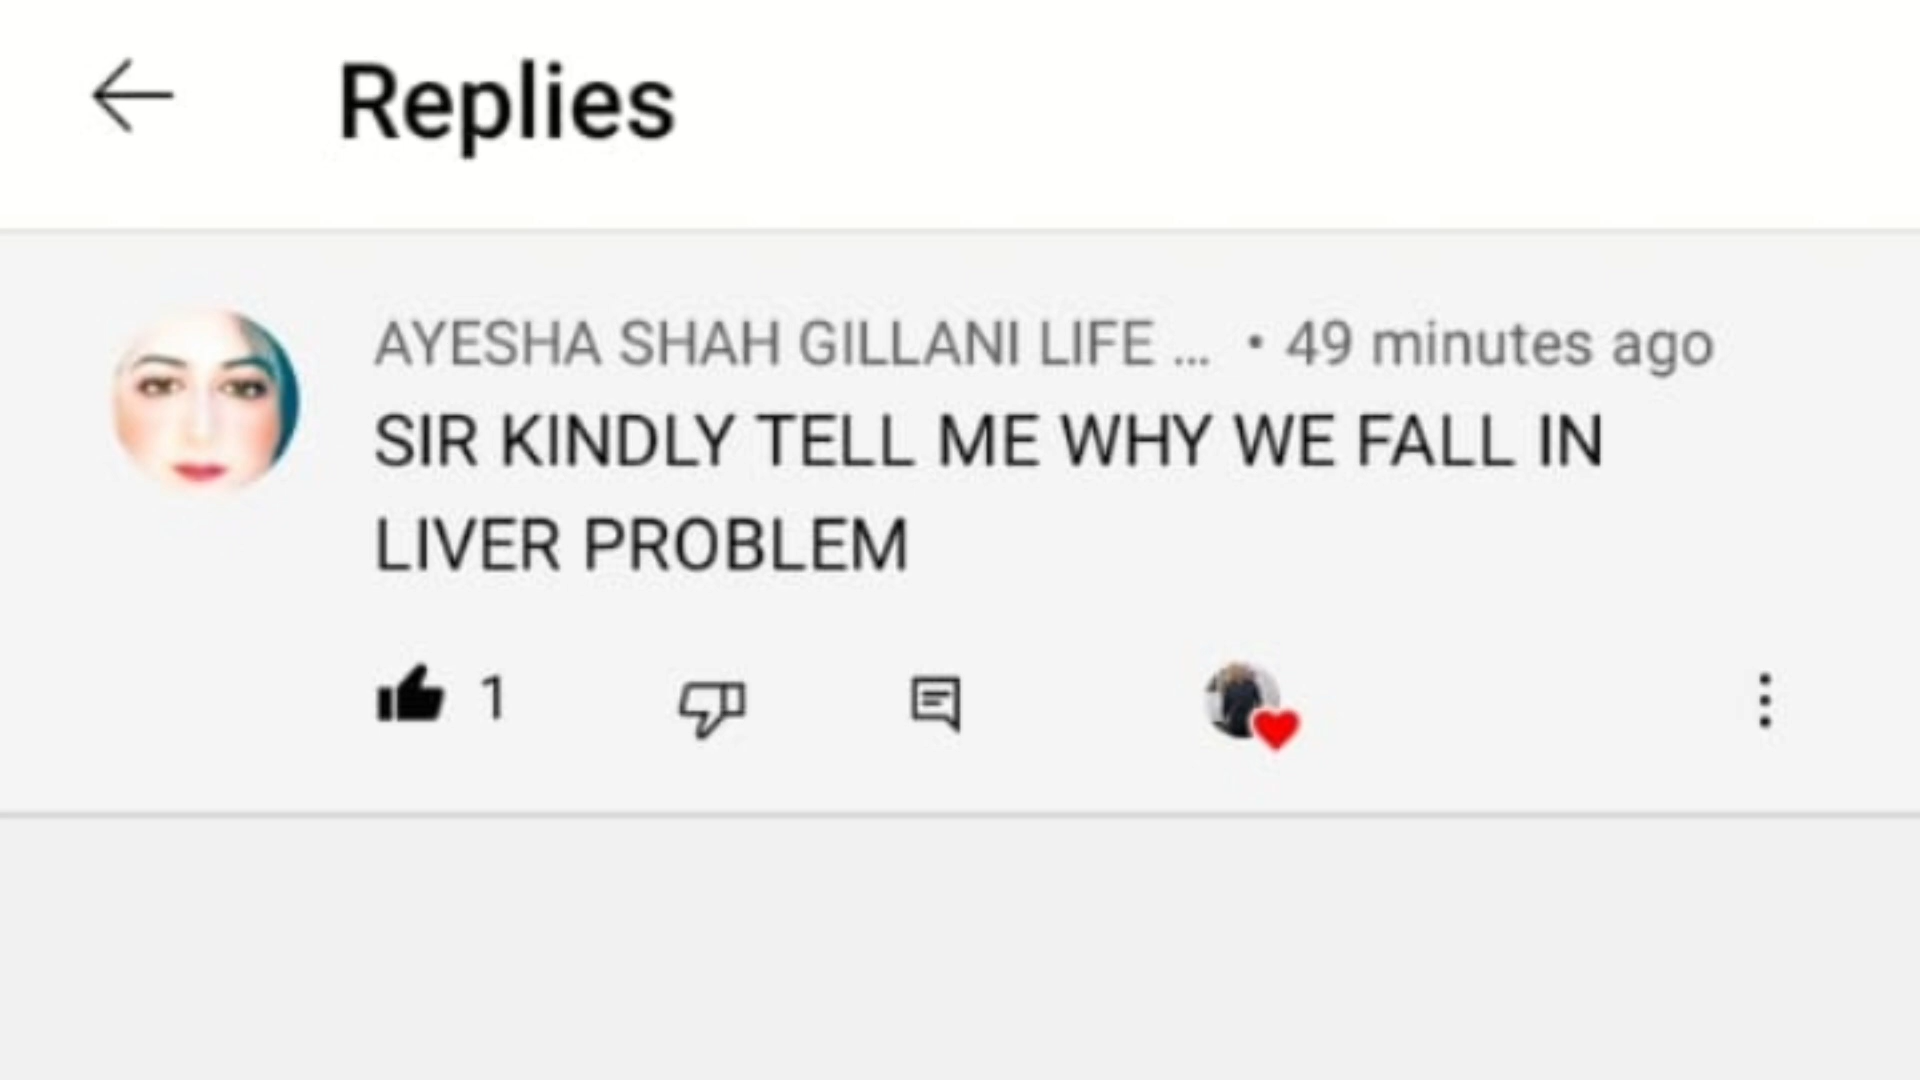 Replies
AYESHA SHAH GILLANI LIFE ... • 49 minutes ago
SIR KINDLY TELL ME WHY WE FALL IN
LIVER PROBLEM
1